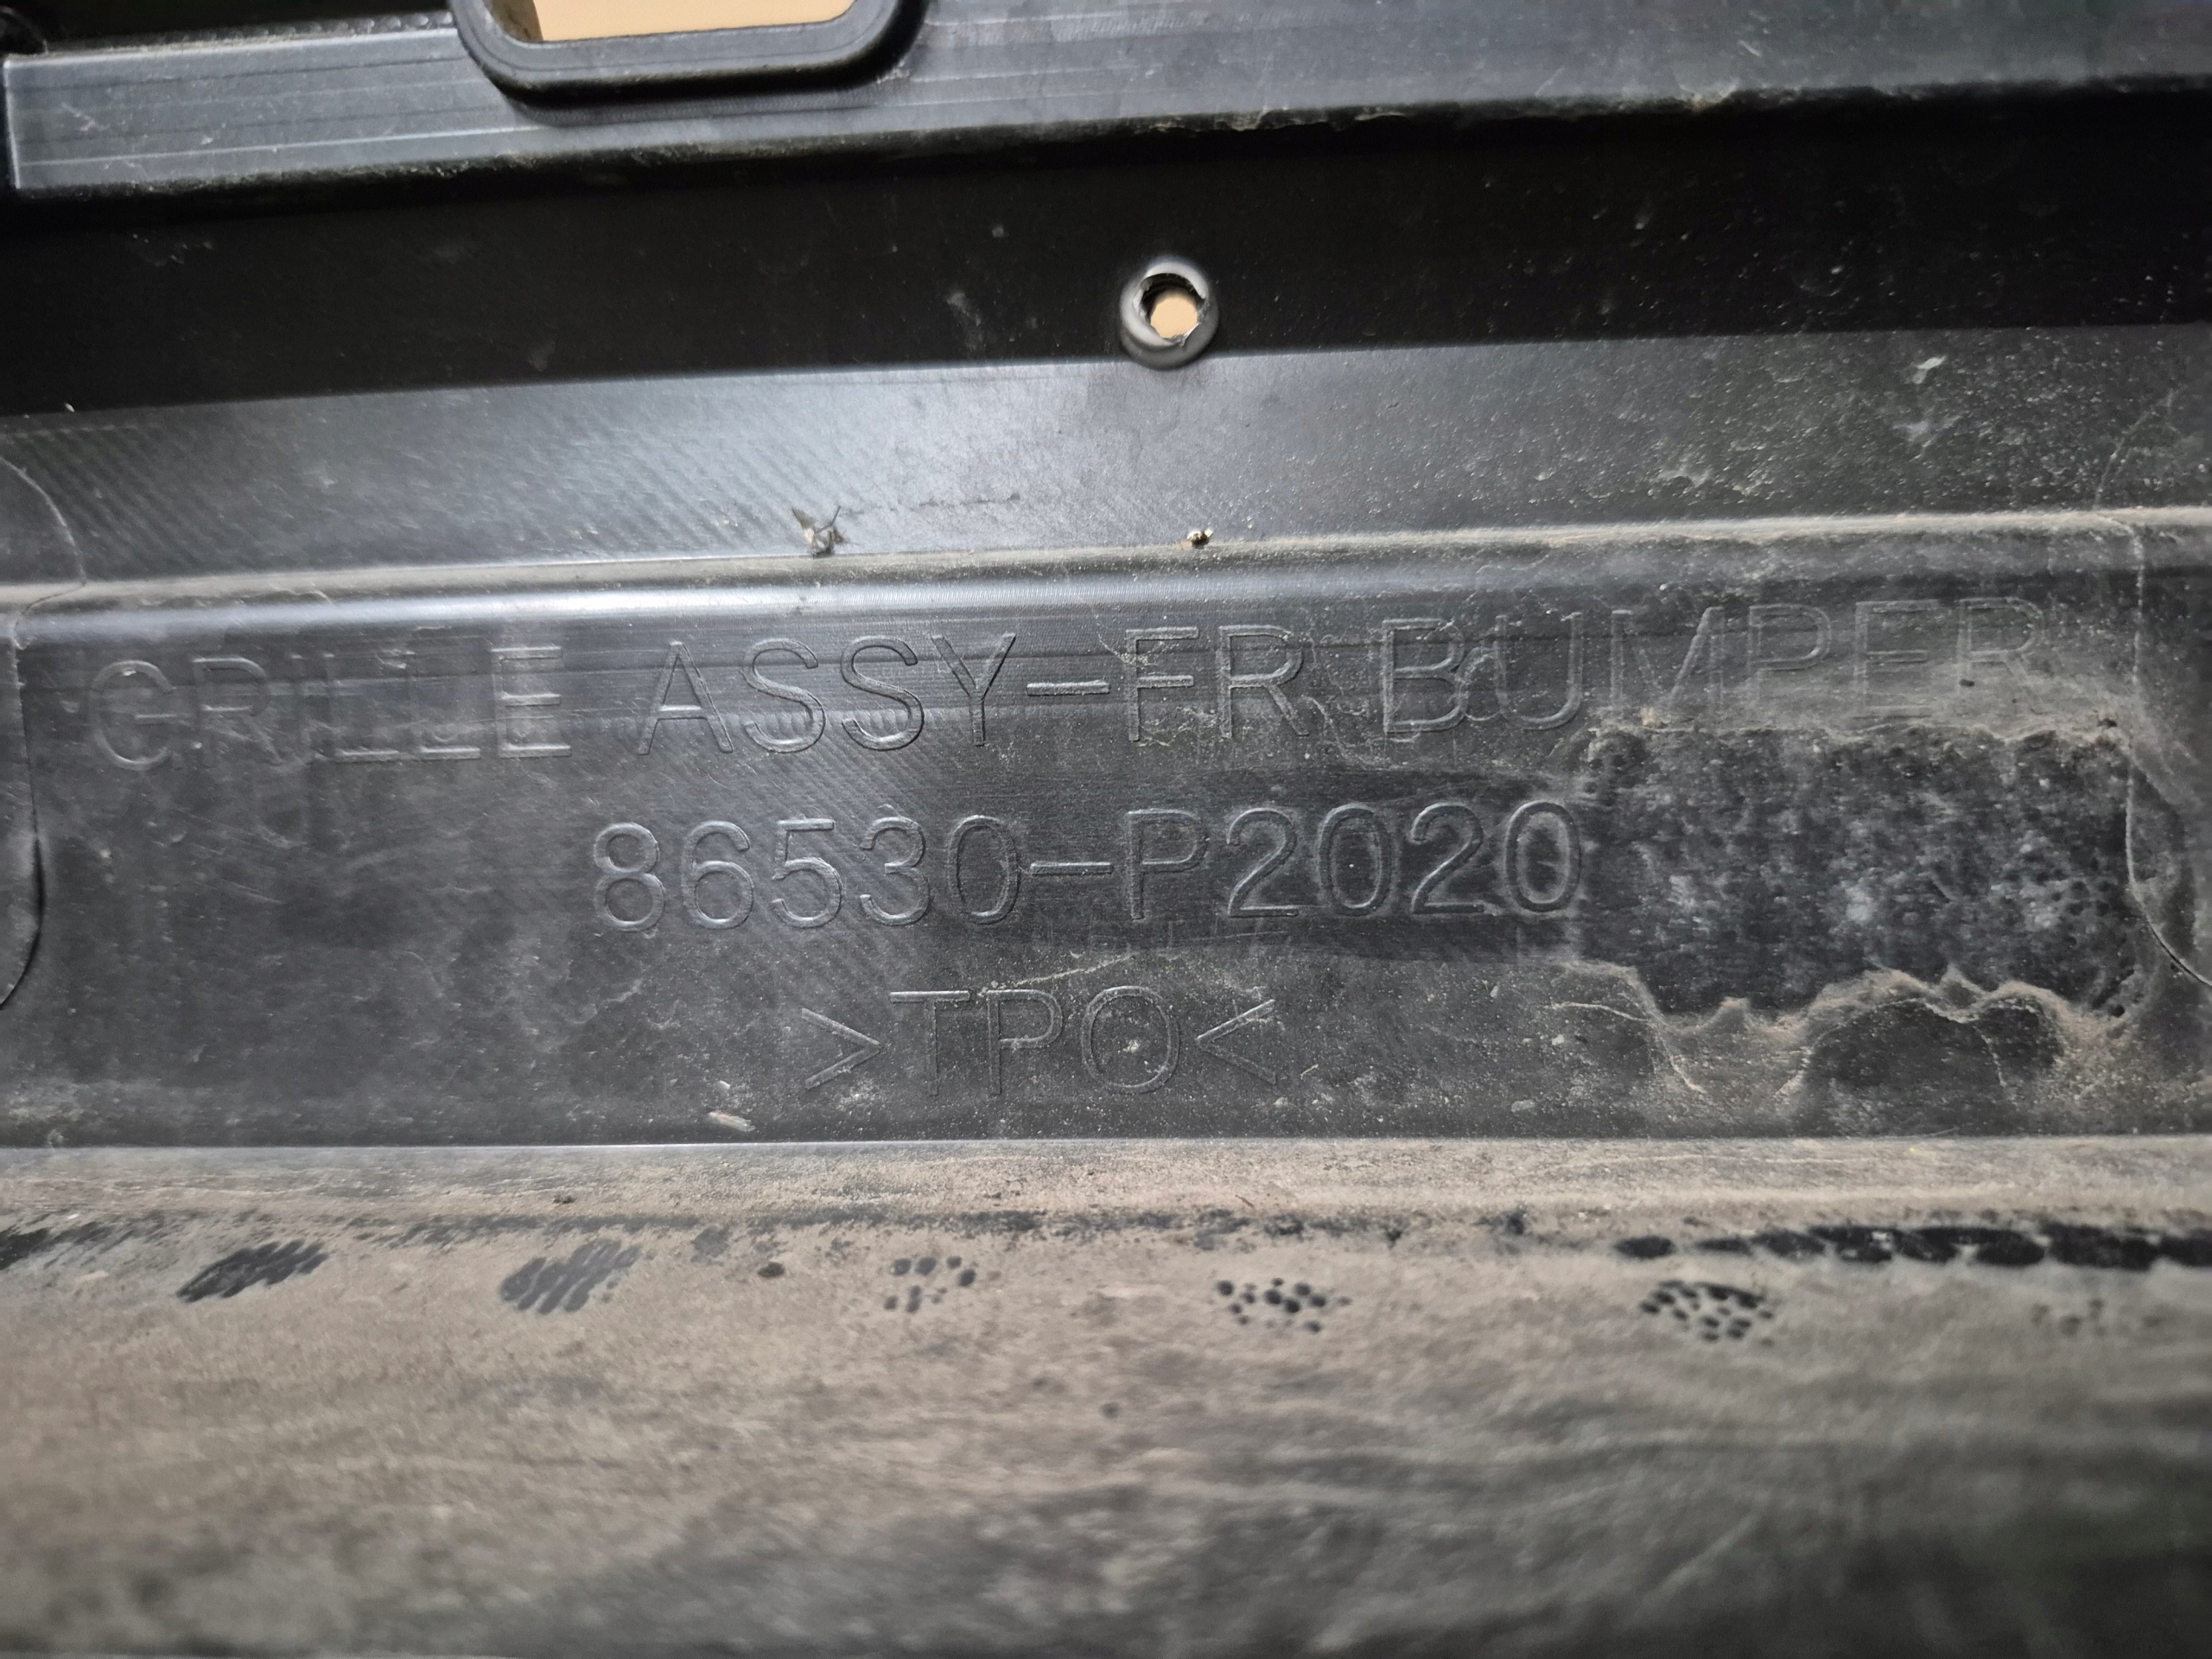 GRILLE ASSY-FR BUMPER
86530-P2020
>TPO<